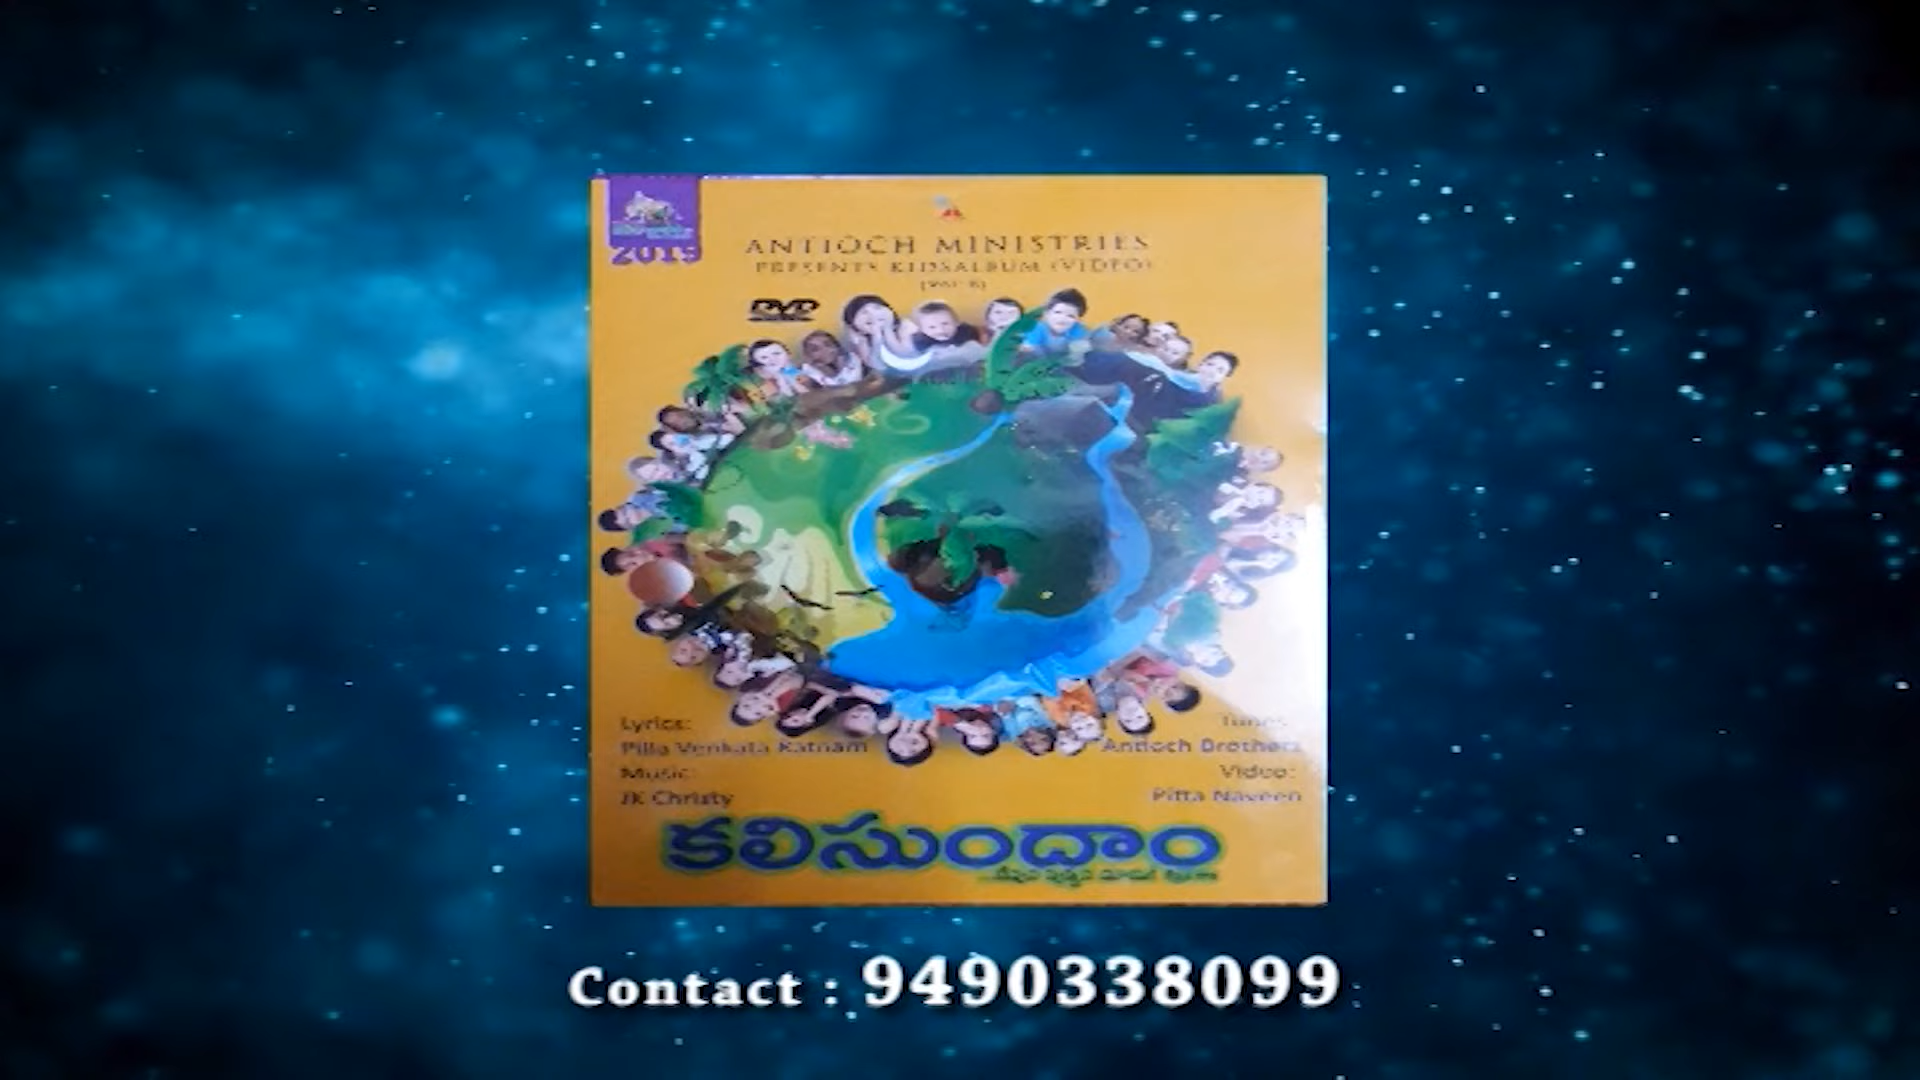 2019
ANTIOCH MINISTRIES
PRESENTS KIDSALBUM (VIDEO)
DVD
Lyrics:
Pilla Venkata Ratnam
Music:
JK Christy
Tunes:
Antioch Brothers
Video:
Pitta Naveen
కలిసుందాం
Contact : 9490338099